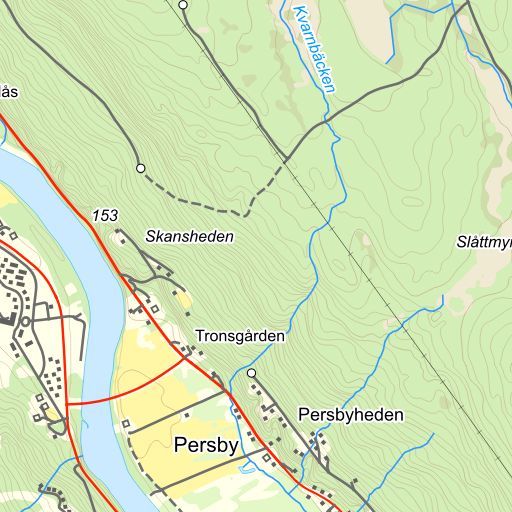 Kvarnbäcken
ås
153
Skansheden
Slåttmyr
Tronsgården
Persbyheden
Persby